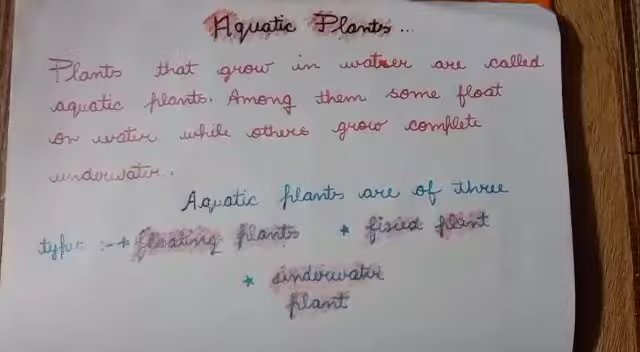 Aquatic Plants...
Plants that grow in water are called
aquatic plants. Among them some float
on water while others grow complete
underwater.
Aquatic plants are of three
type :-→ floating plants * fixed plant
* underwater
plant